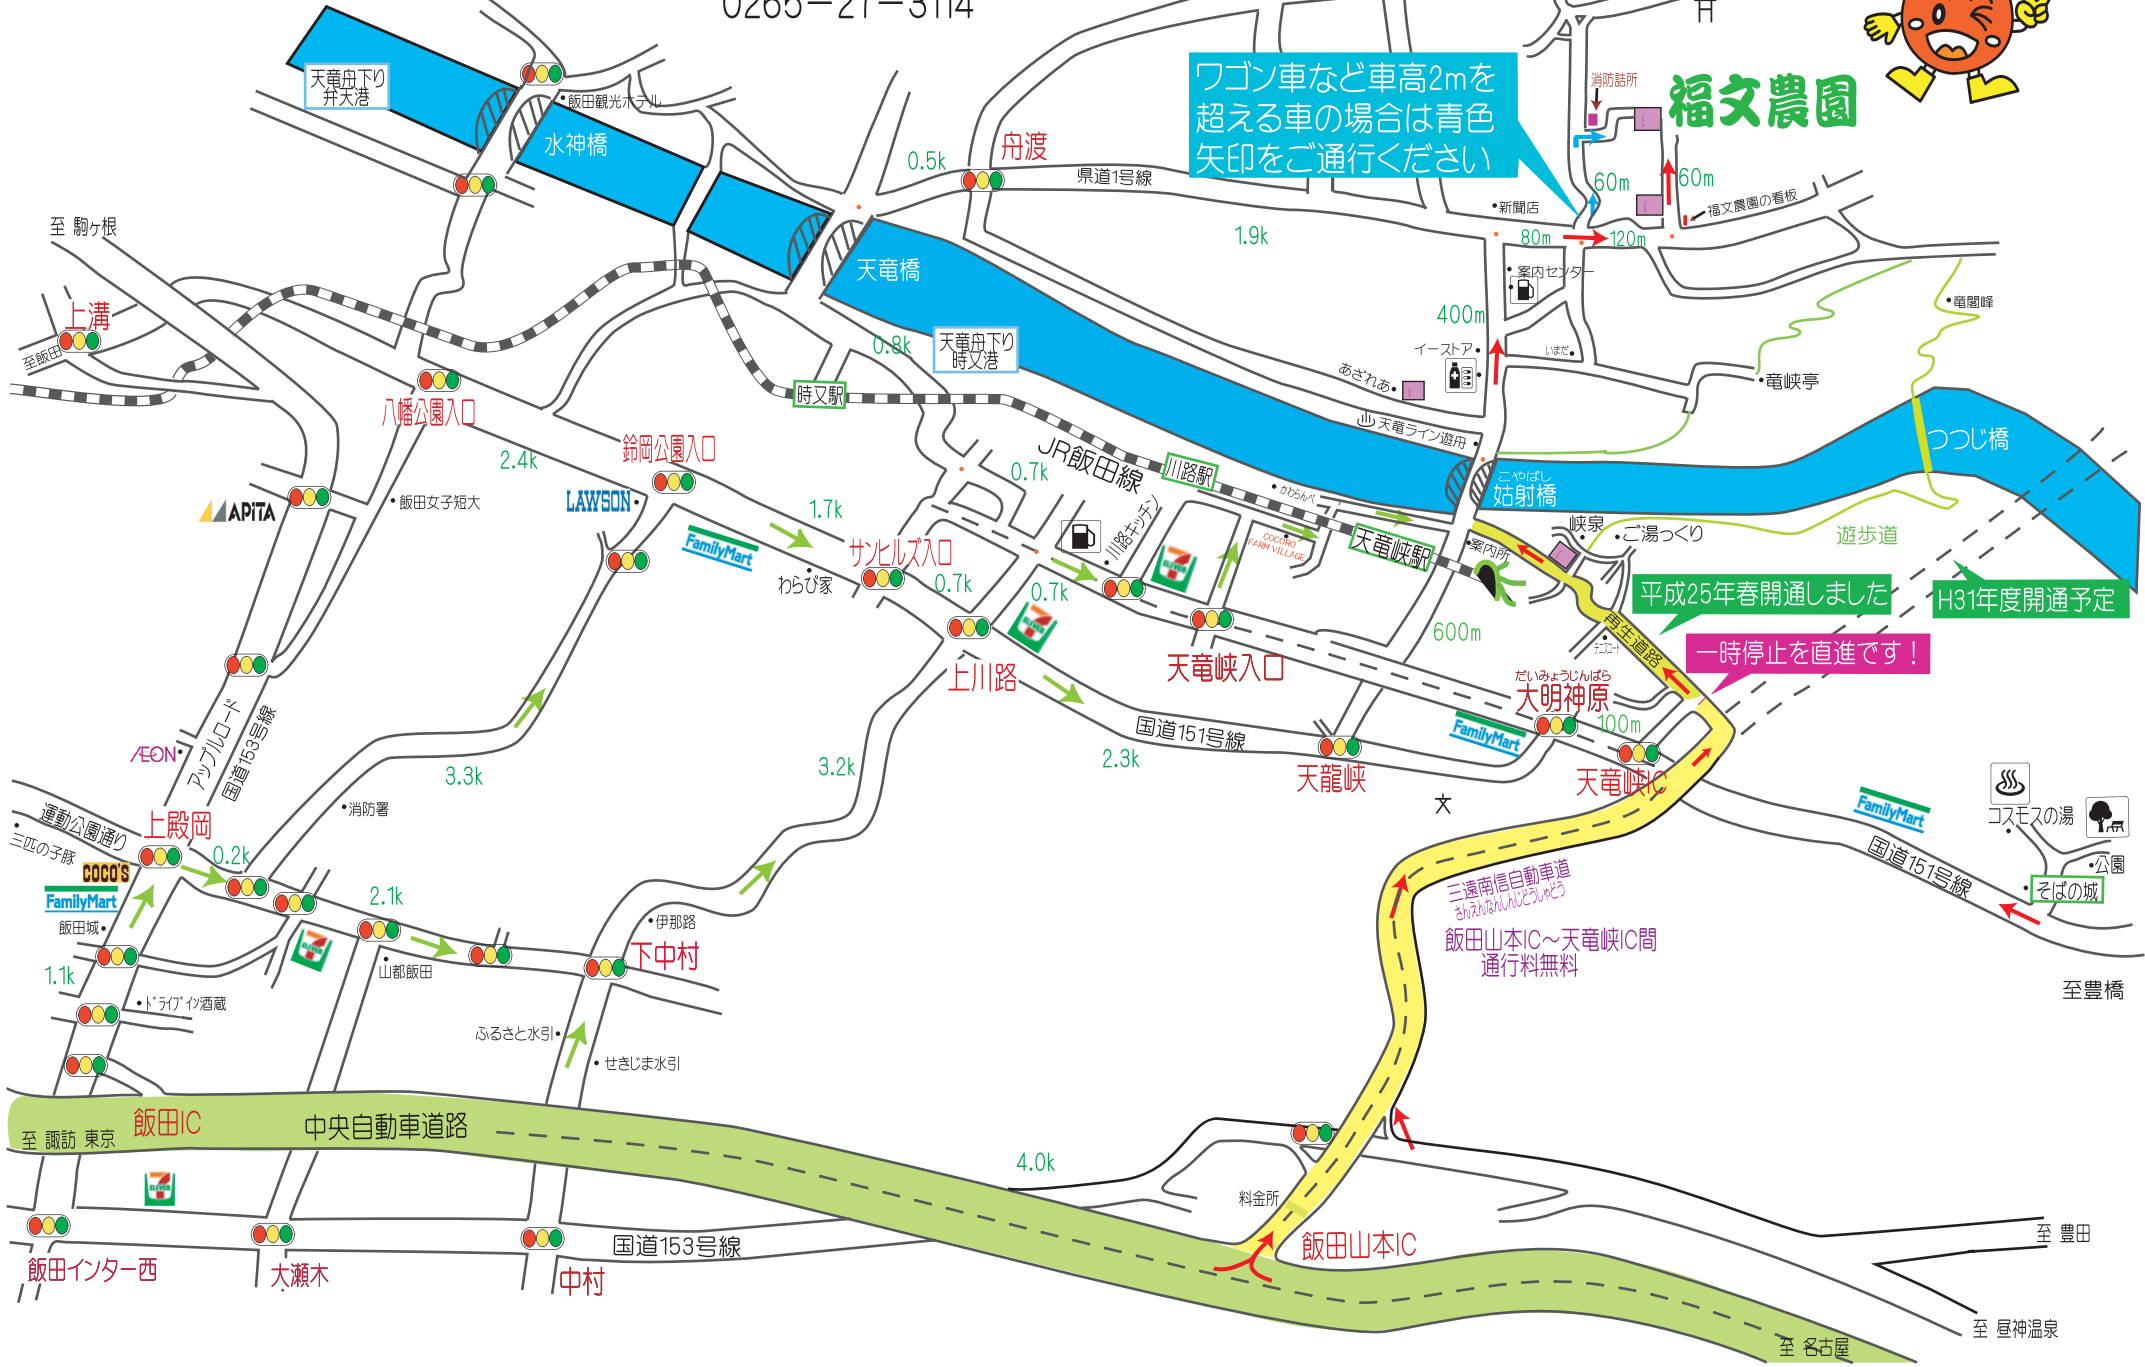 0265-27-3114
天竜舟下り
弁天港
飯田観光ホテル
水神橋
ワゴン車など車高2mを
超える車の場合は青色
矢印をご通行ください
消防詰所
福文農園
0.5k
舟渡
県道1号線
60m
60m
福文農園の看板
新聞店
1.9k
80m
120m
至 駒ヶ根
天竜橋
案内センター
竜閣峰
上溝
至飯田
400m
0.8k
天竜舟下り
時又港
イーストア
いまだ
あざれあ
竜峡亭
時又駅
八幡公園入口
天竜ライン遊舟
つつじ橋
鈴岡公園入口
2.4k
JR飯田線
0.7k
川路駅
こやばし
姑射橋
かわらんべ
APiTA
飯田女子短大
LAWSON
1.7k
川路キッチン
峡泉
ご湯っくり
遊歩道
FamilyMart
サンヒルズ入口
COCORO
FARM VILLAGE
天竜峡駅
案内所
わらび家
0.7k
0.7k
ELEVEN
平成25年春開通しました
H31年度開通予定
ELEVEN
600m
再生道路
テニスコート
一時停止を直進です！
上川路
天竜峡入口
だいみょうじんばら
大明神原
アップルロード
国道153号線
国道151号線
FamilyMart
100m
ÆON
3.3k
3.2k
2.3k
天龍峡
天竜峡IC
文
運動公園通り
三匹の子豚
上殿岡
消防署
0.2k
COCO'S
FamilyMart
コスモスの湯
FamilyMart
国道151号線
公園
そばの城
三遠南信自動車道
さんえんなんしんじどうしゃどう
2.1k
飯田城
伊那路
下中村
飯田山本IC〜天竜峡IC間
通行料無料
ELEVEN
1.1k
山都飯田
至豊橋
ドライブイン酒蔵
ふるさと水引
せきじま水引
飯田IC
中央自動車道路
至 諏訪 東京
4.0k
ELEVEN
料金所
飯田山本IC
至 豊田
国道153号線
飯田インター西
大瀬木
中村
至 昼神温泉
至 名古屋